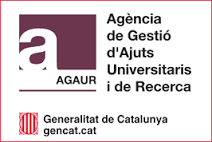 a
AGAUR
Agència
de Gestió
d'Ajuts
Universitaris
i de Recerca
Generalitat de Catalunya
gencat.cat